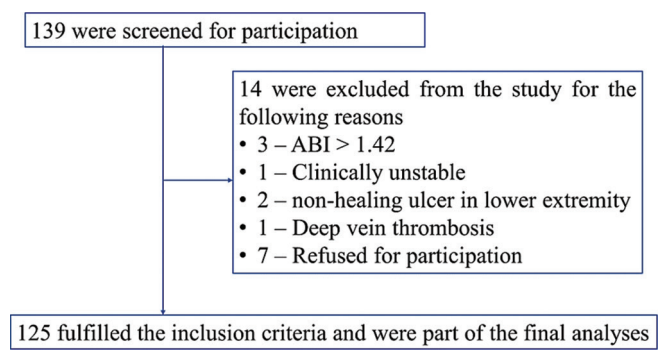 139 were screened for participation
14 were excluded from the study for the
following reasons
• 3 – ABI > 1.42
• 1 – Clinically unstable
• 2 – non-healing ulcer in lower extremity
• 1 – Deep vein thrombosis
• 7 – Refused for participation
125 fulfilled the inclusion criteria and were part of the final analyses